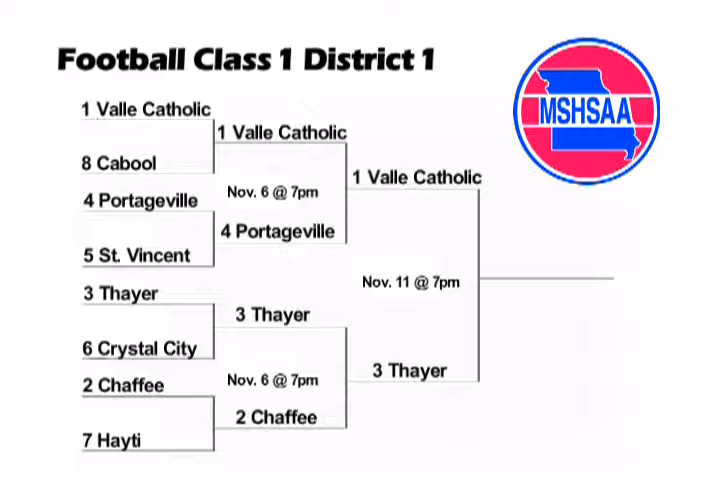 Football Class 1 District 1
MSHSAA
1 Valle Catholic
8 Cabool
4 Portageville
5 St. Vincent
3 Thayer
6 Crystal City
2 Chaffee
7 Hayti
1 Valle Catholic
Nov. 6 @ 7pm
4 Portageville
3 Thayer
Nov. 6 @ 7pm
2 Chaffee
1 Valle Catholic
Nov. 11 @ 7pm
3 Thayer